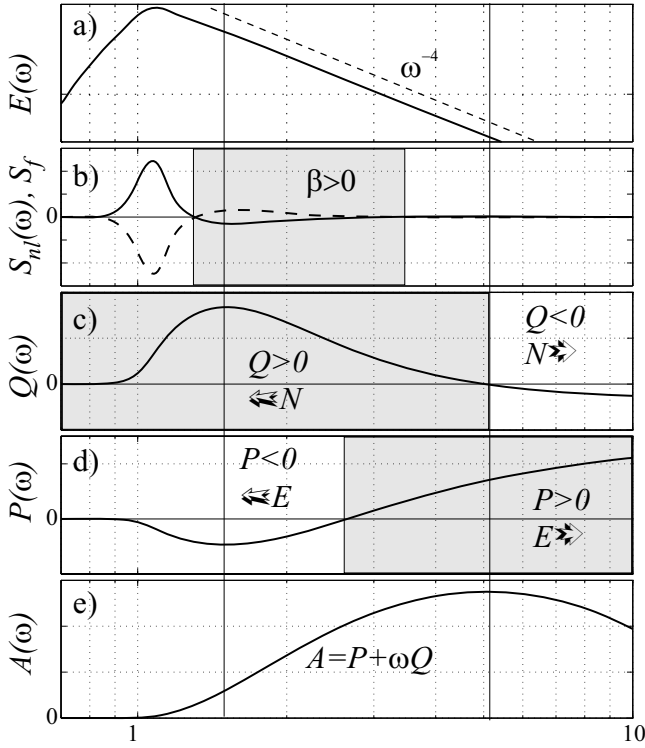 a)
E(ω)
ω⁻⁴
b)
S_nl(ω), S_f
β>0
0
c)
Q(ω)
Q>0
N
Q<0
N
0
d)
P(ω)
P<0
E
P>0
E
0
e)
A(ω)
A=P+ωQ
0
1
10